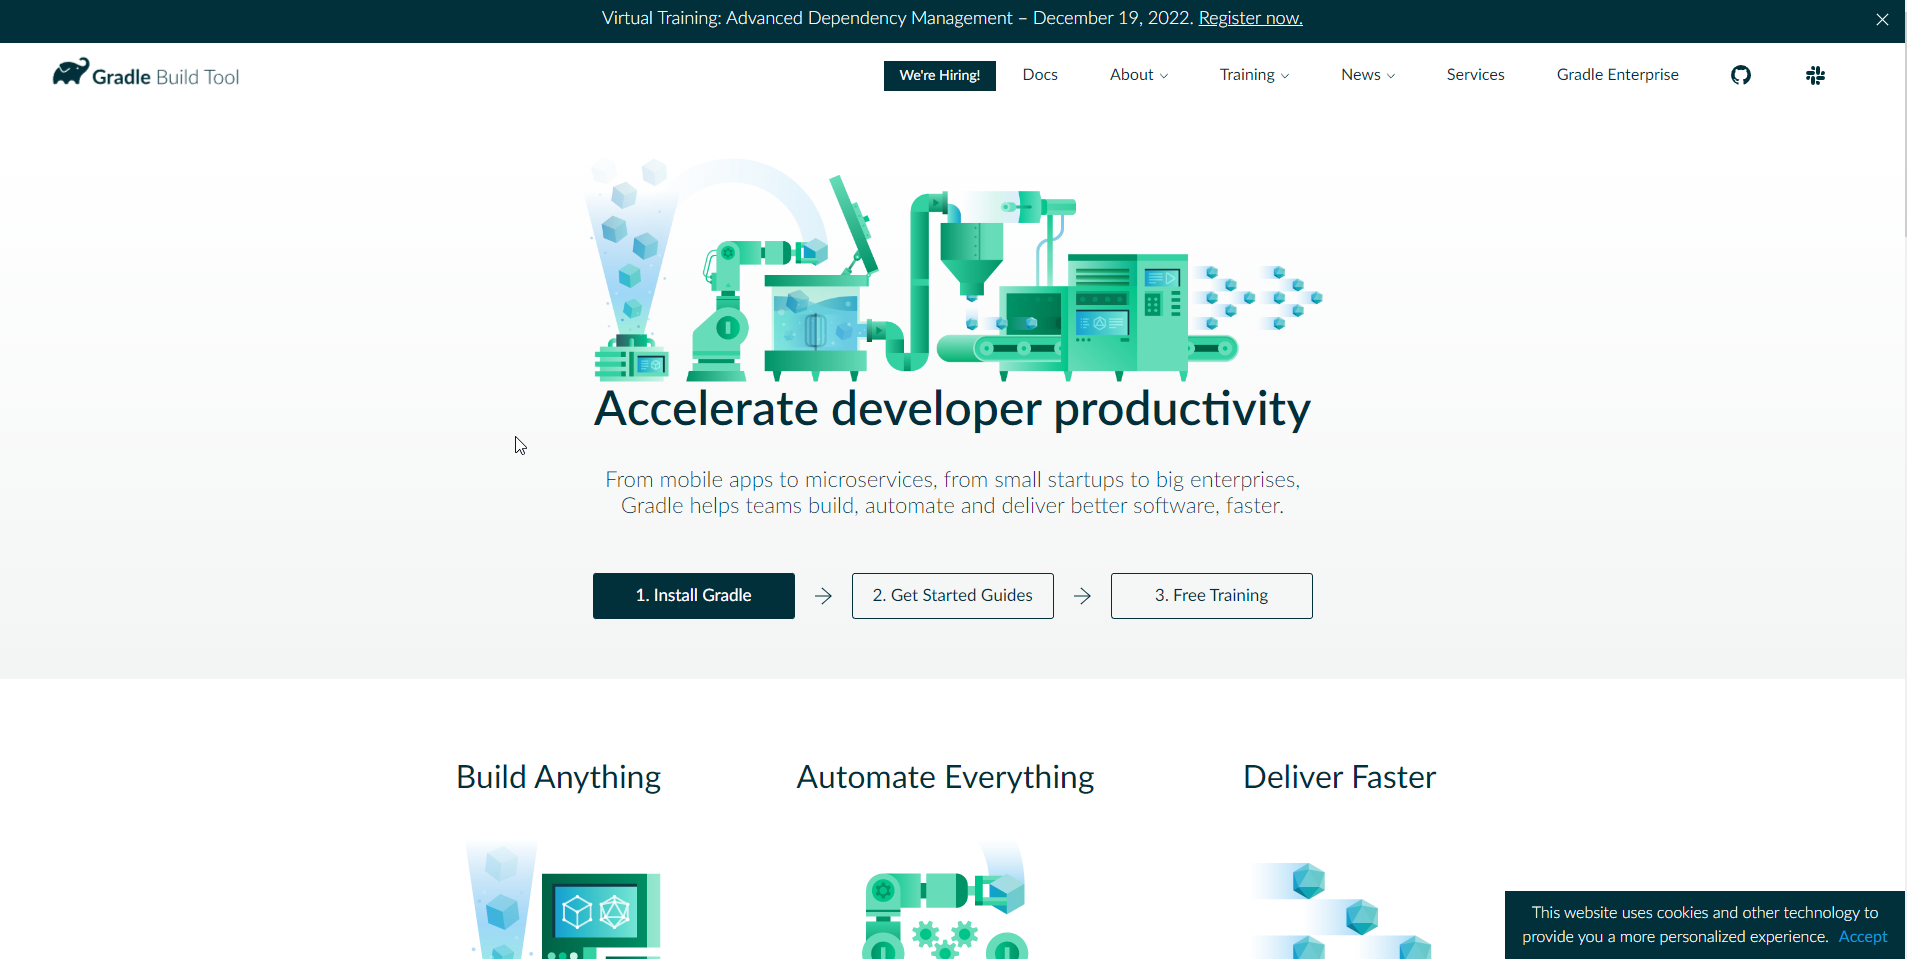 Virtual Training: Advanced Dependency Management – December 19, 2022. Register now.
Gradle Build Tool
We're Hiring!
Docs
About
Training
News
Services
Gradle Enterprise
Accelerate developer productivity
From mobile apps to microservices, from small startups to big enterprises,
Gradle helps teams build, automate and deliver better software, faster.
1. Install Gradle
2. Get Started Guides
3. Free Training
Build Anything
Automate Everything
Deliver Faster
This website uses cookies and other technology to
provide you a more personalized experience. Accept